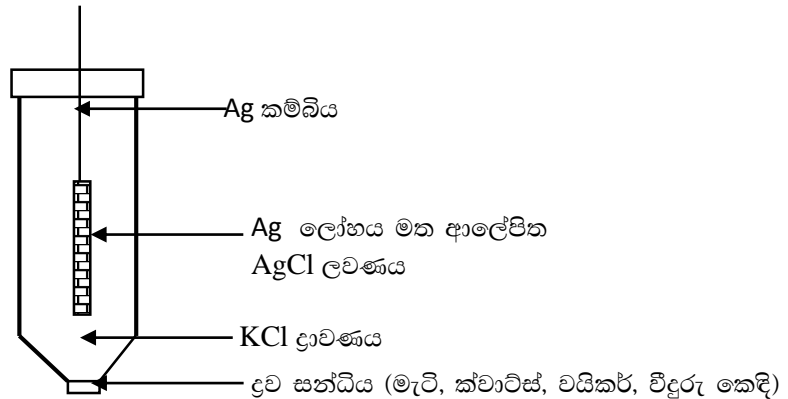 Ag කම්බිය
Ag ලෝහය මත ආලේපිත
AgCl ලවණය
KCl ද්‍රාවණය
ද්‍රව සන්ධිය (මැටි, ක්වාට්ස්, වයිකර්, වීදුරු කෙඳි)